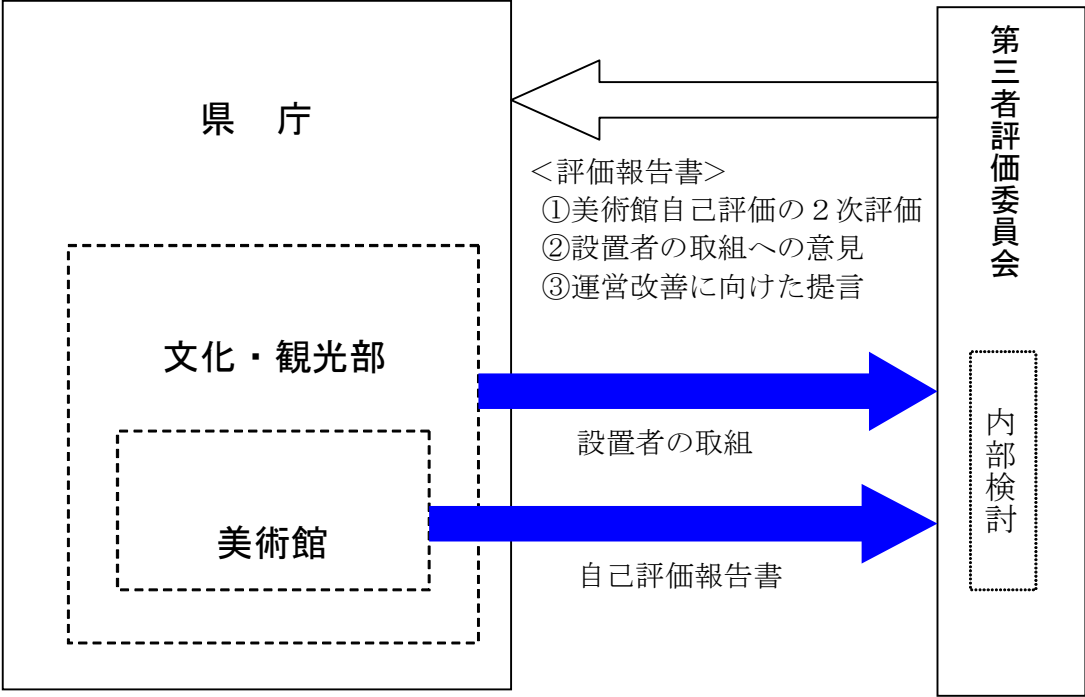 県　庁
文化・観光部
美術館
＜評価報告書＞
①美術館自己評価の２次評価
②設置者の取組への意見
③運営改善に向けた提言
設置者の取組
自己評価報告書
第三者評価委員会
内部検討